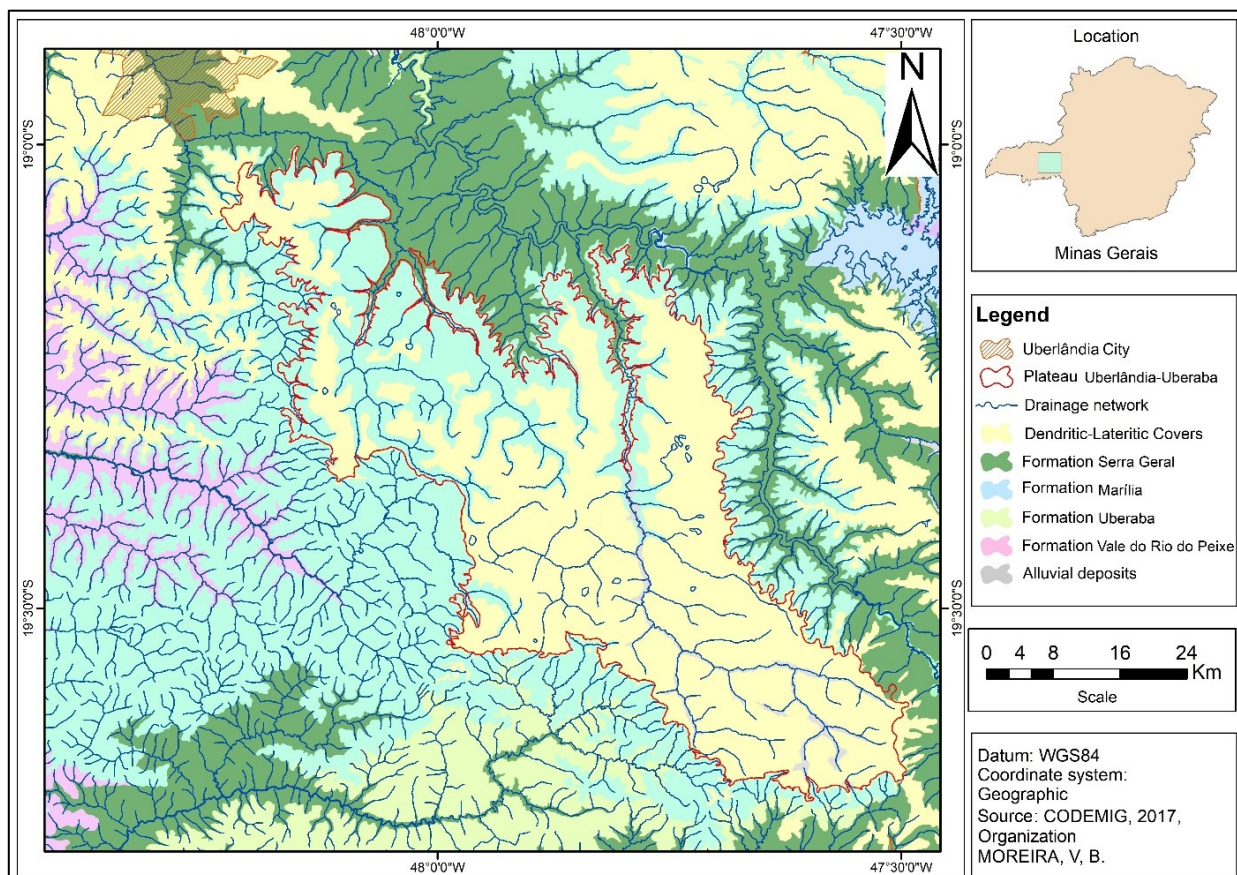 48°0'0"W
47°30'0"W
N
19°0'0"S
19°0'0"S
19°30'0"S
19°30'0"S
48°0'0"W
47°30'0"W
Location
Minas Gerais
Legend
Uberlândia City
Plateau Uberlândia-Uberaba
Drainage network
Dendritic-Lateritic Covers
Formation Serra Geral
Formation Marília
Formation Uberaba
Formation Vale do Rio do Peixe
Alluvial deposits
0 4 8 16 24
Km
Scale
Datum: WGS84
Coordinate system:
Geographic
Source: CODEMIG, 2017,
Organization
MOREIRA, V, B.